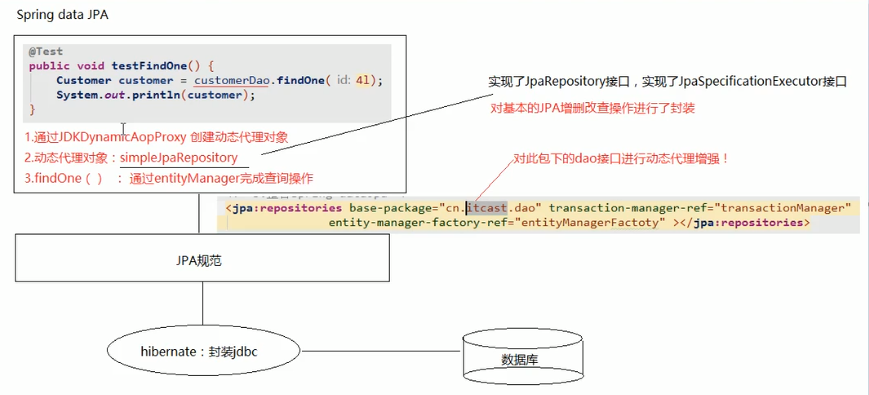 Spring data JPA
@Test
public void testFindOne() {
Customer customer = customerDao.findOne( id: 4l);
System.out.println(customer);
}
1.通过JDKDynamicAopProxy 创建动态代理对象
2.动态代理对象：simpleJpaRepository
3.findOne（ ） ：通过entityManager完成查询操作
实现了JpaRepository接口，实现了JpaSpecificationExecutor接口
对基本的JPA增删改查操作进行了封装
对此包下的dao接口进行动态代理增强！
<jpa:repositories base-package="cn.itcast.dao" transaction-manager-ref="transactionManager"
entity-manager-factory-ref="entityManagerFactoty" ></jpa:repositories>
JPA规范
hibernate：封装jdbc
数据库